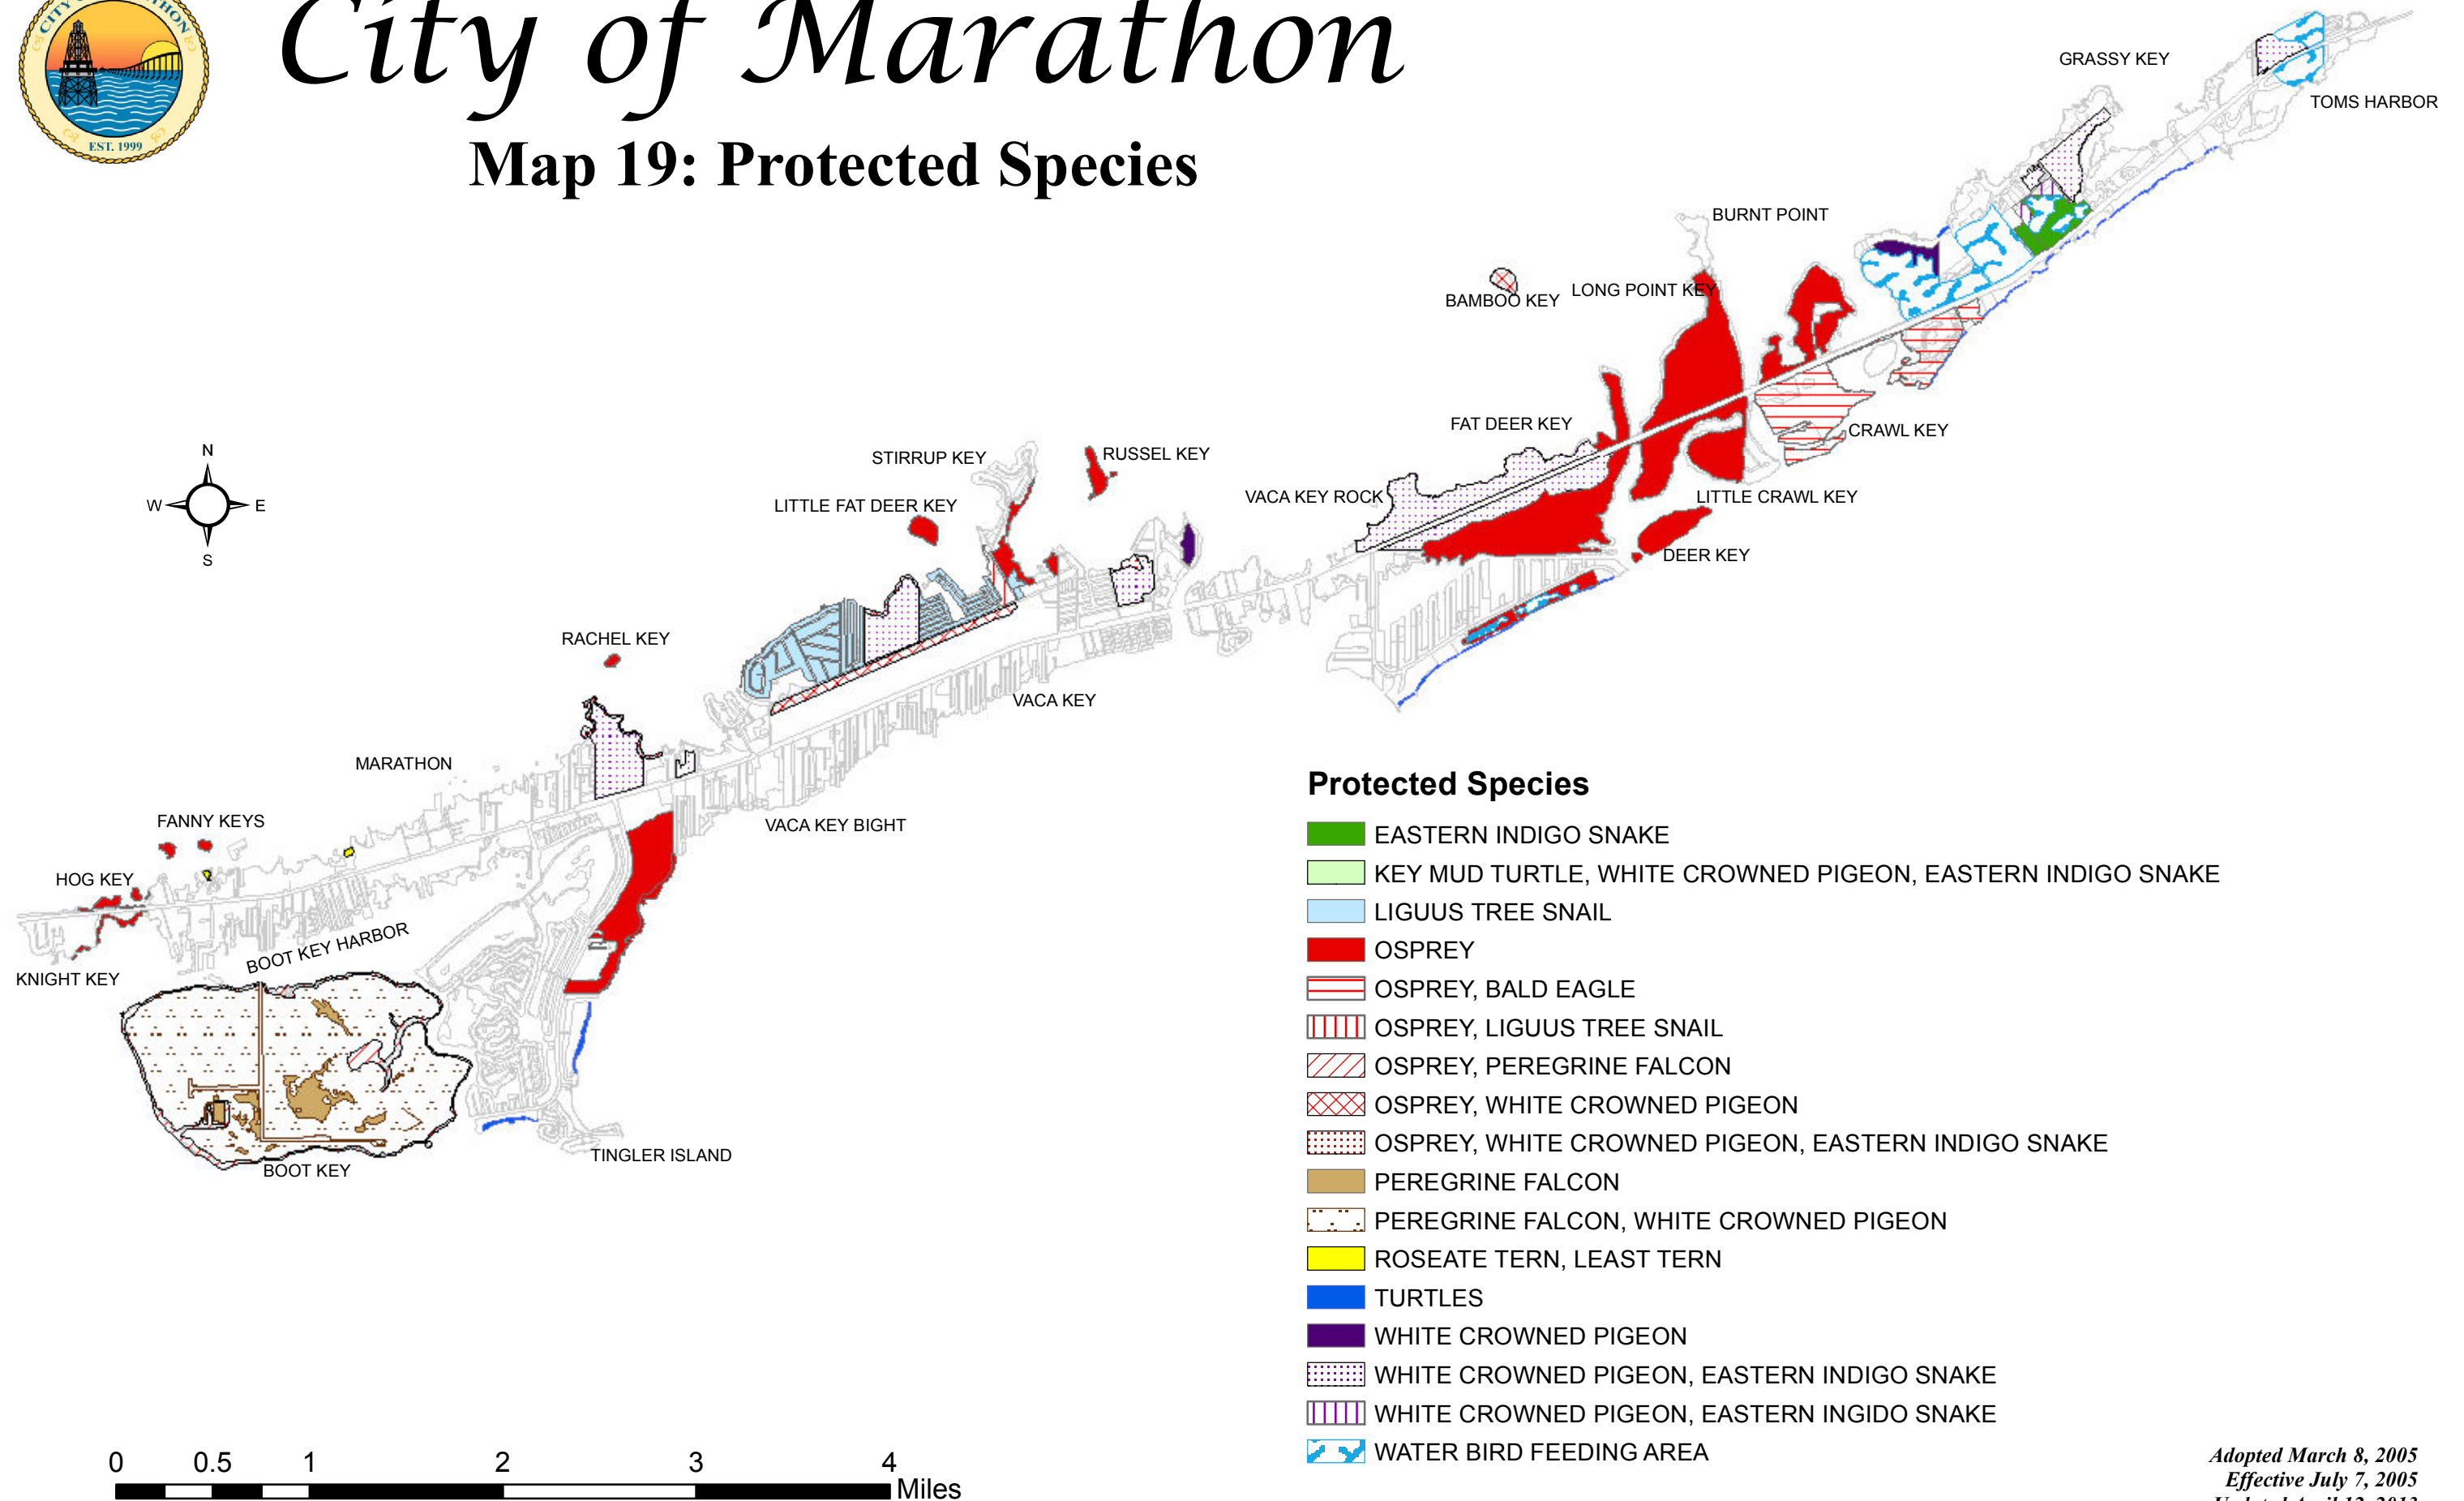 City of Marathon
EST. 1999
Map 19: Protected Species
GRASSY KEY
TOMS HARBOR
BURNT POINT
BAMBOO KEY
LONG POINT KEY
FAT DEER KEY
CRAWL KEY
STIRRUP KEY
RUSSEL KEY
VACA KEY ROCK
LITTLE CRAWL KEY
LITTLE FAT DEER KEY
DEER KEY
N
W
E
S
RACHEL KEY
VACA KEY
MARATHON
FANNY KEYS
VACA KEY BIGHT
HOG KEY
BOOT KEY HARBOR
KNIGHT KEY
TINGLER ISLAND
BOOT KEY
Protected Species
EASTERN INDIGO SNAKE
KEY MUD TURTLE, WHITE CROWNED PIGEON, EASTERN INDIGO SNAKE
LIGUUS TREE SNAIL
OSPREY
OSPREY, BALD EAGLE
OSPREY, LIGUUS TREE SNAIL
OSPREY, PEREGRINE FALCON
OSPREY, WHITE CROWNED PIGEON
OSPREY, WHITE CROWNED PIGEON, EASTERN INDIGO SNAKE
PEREGRINE FALCON
PEREGRINE FALCON, WHITE CROWNED PIGEON
ROSEATE TERN, LEAST TERN
TURTLES
WHITE CROWNED PIGEON
WHITE CROWNED PIGEON, EASTERN INDIGO SNAKE
WHITE CROWNED PIGEON, EASTERN INGIDO SNAKE
WATER BIRD FEEDING AREA
0 0.5 1 2 3 4
Miles
Adopted March 8, 2005
Effective July 7, 2005
Updated April 12, 2013